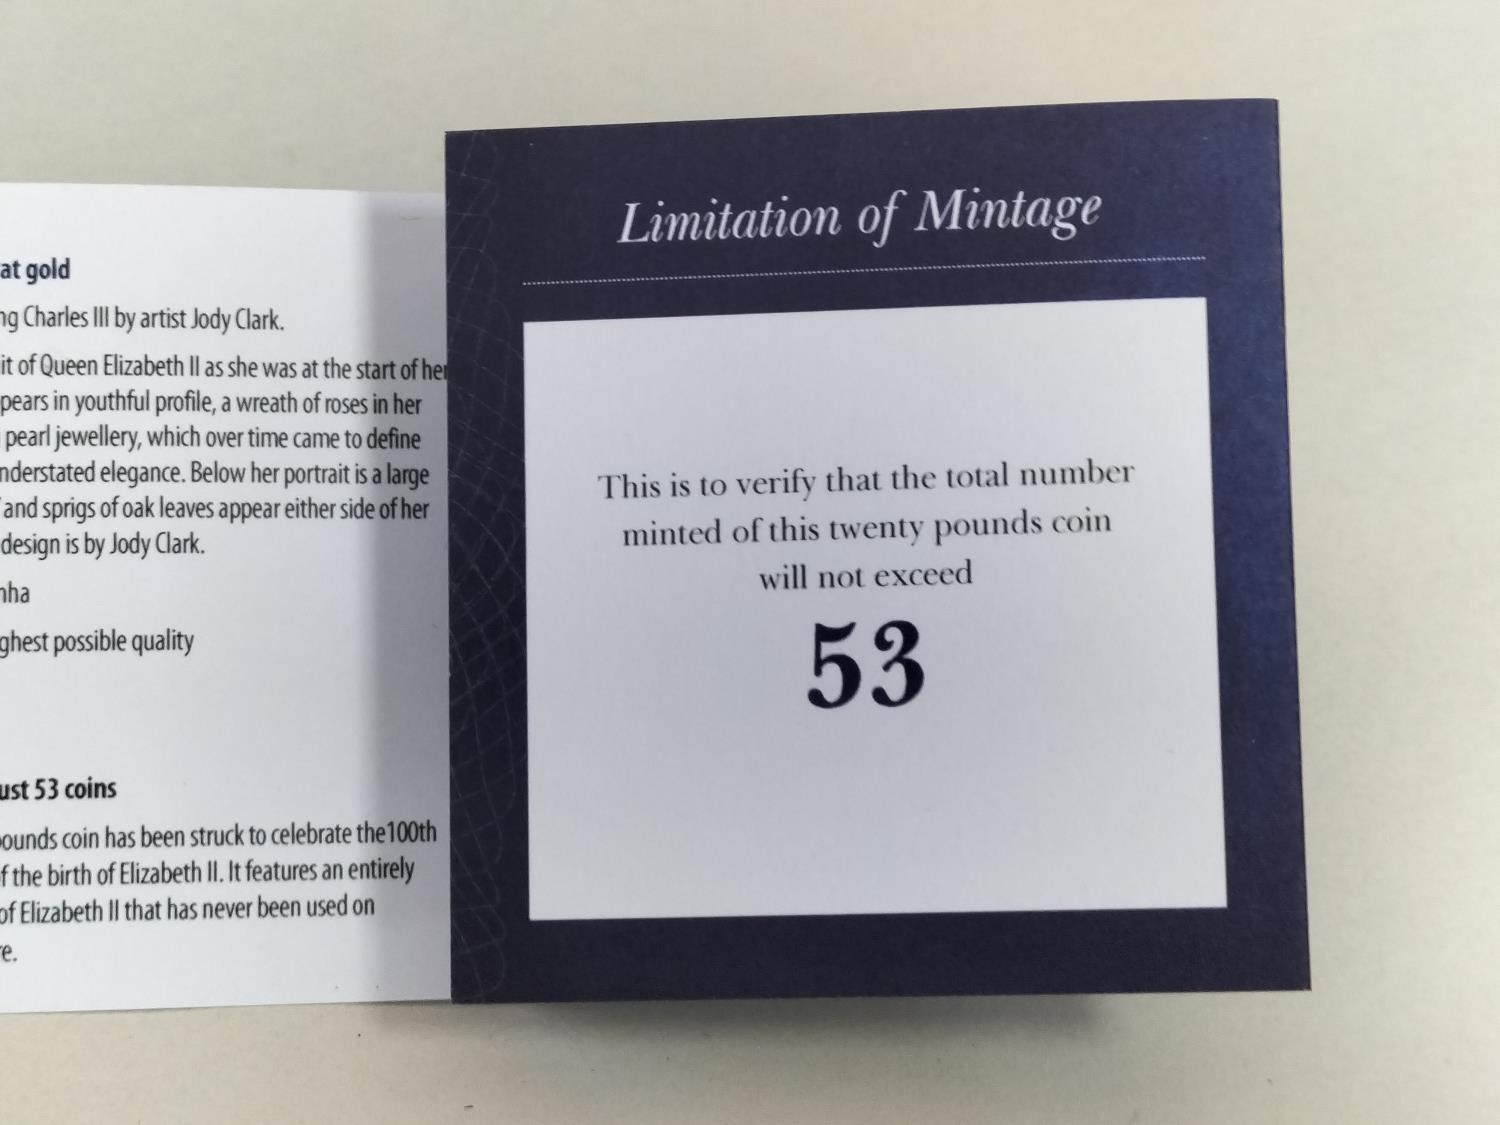 at gold
Charles III by artist Jody Clark.
it of Queen Elizabeth II as she was at the start of her
pears in youthful profile, a wreath of roses in her
pearl jewellery, which over time came to define
nderstated elegance. Below her portrait is a large
and sprigs of oak leaves appear either side of her
design is by Jody Clark.
nha
ghest possible quality
ust 53 coins
ounds coin has been struck to celebrate the100th
f the birth of Elizabeth II. It features an entirely
of Elizabeth II that has never been used on
e.
Limitation of Mintage
This is to verify that the total number
minted of this twenty pounds coin
will not exceed
53